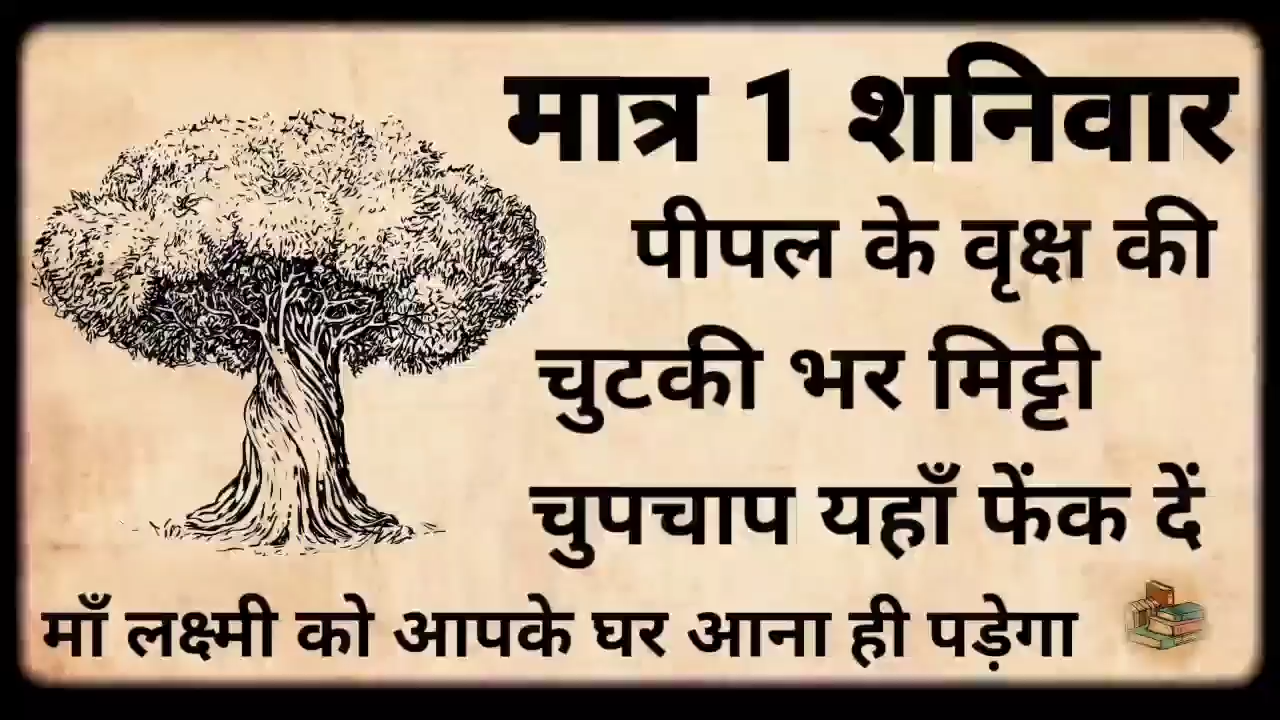 मात्र 1 शनिवार
पीपल के वृक्ष की
चुटकी भर मिट्टी
चुपचाप यहाँ फेंक दें
माँ लक्ष्मी को आपके घर आना ही पड़ेगा